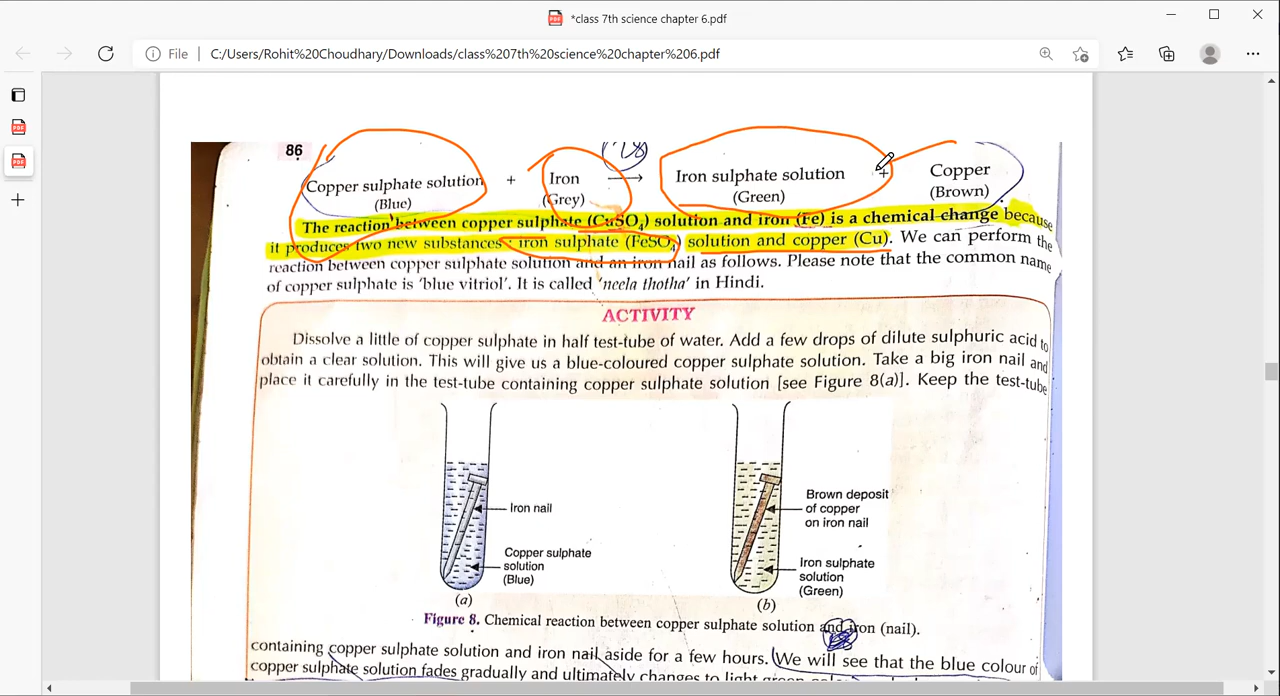 *class 7th science chapter 6.pdf
File
C:/Users/Rohit%20Choudhary/Downloads/class%207th%20science%20chapter%206.pdf
86
Copper sulphate solution + Iron → Iron sulphate solution + Copper
(Blue) (Grey) (Green) (Brown)
The reaction between copper sulphate (CuSO₄) solution and iron (Fe) is a chemical change because
it produces two new substances : iron sulphate (FeSO₄) solution and copper (Cu). We can perform the
reaction between copper sulphate solution and an iron nail as follows. Please note that the common name
of copper sulphate is 'blue vitriol'. It is called 'neela thotha' in Hindi.
ACTIVITY
Dissolve a little of copper sulphate in half test-tube of water. Add a few drops of dilute sulphuric acid to
obtain a clear solution. This will give us a blue-coloured copper sulphate solution. Take a big iron nail and
place it carefully in the test-tube containing copper sulphate solution [see Figure 8(a)]. Keep the test-tube
Iron nail
Copper sulphate
solution
(Blue)
(a)
Brown deposit
of copper
on iron nail
Iron sulphate
solution
(Green)
(b)
Figure 8. Chemical reaction between copper sulphate solution and iron (nail).
containing copper sulphate solution and iron nail aside for a few hours. We will see that the blue colour of
copper sulphate solution fades gradually and ultimately changes to light green